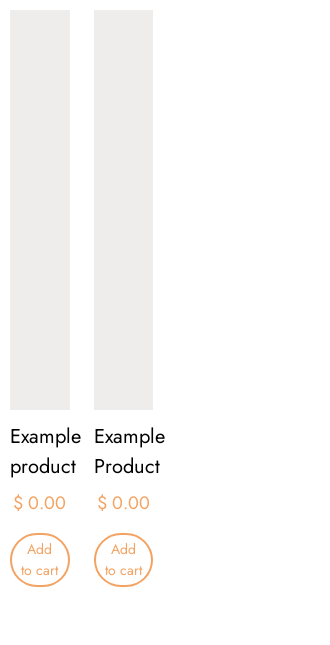 Example
product
$ 0.00
Add
to cart
Example
Product
$ 0.00
Add
to cart